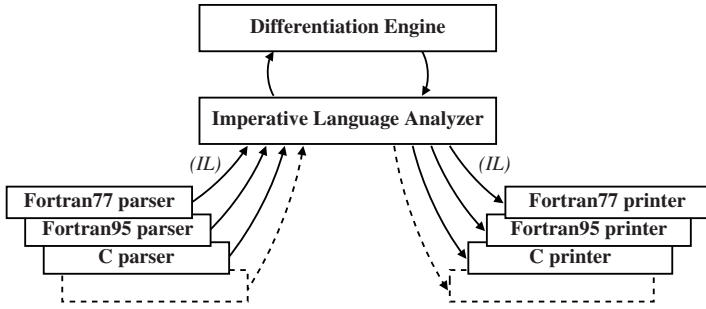 Differentiation Engine
Imperative Language Analyzer
(IL)
(IL)
Fortran77 parser
Fortran77 printer
Fortran95 parser
Fortran95 printer
C parser
C printer